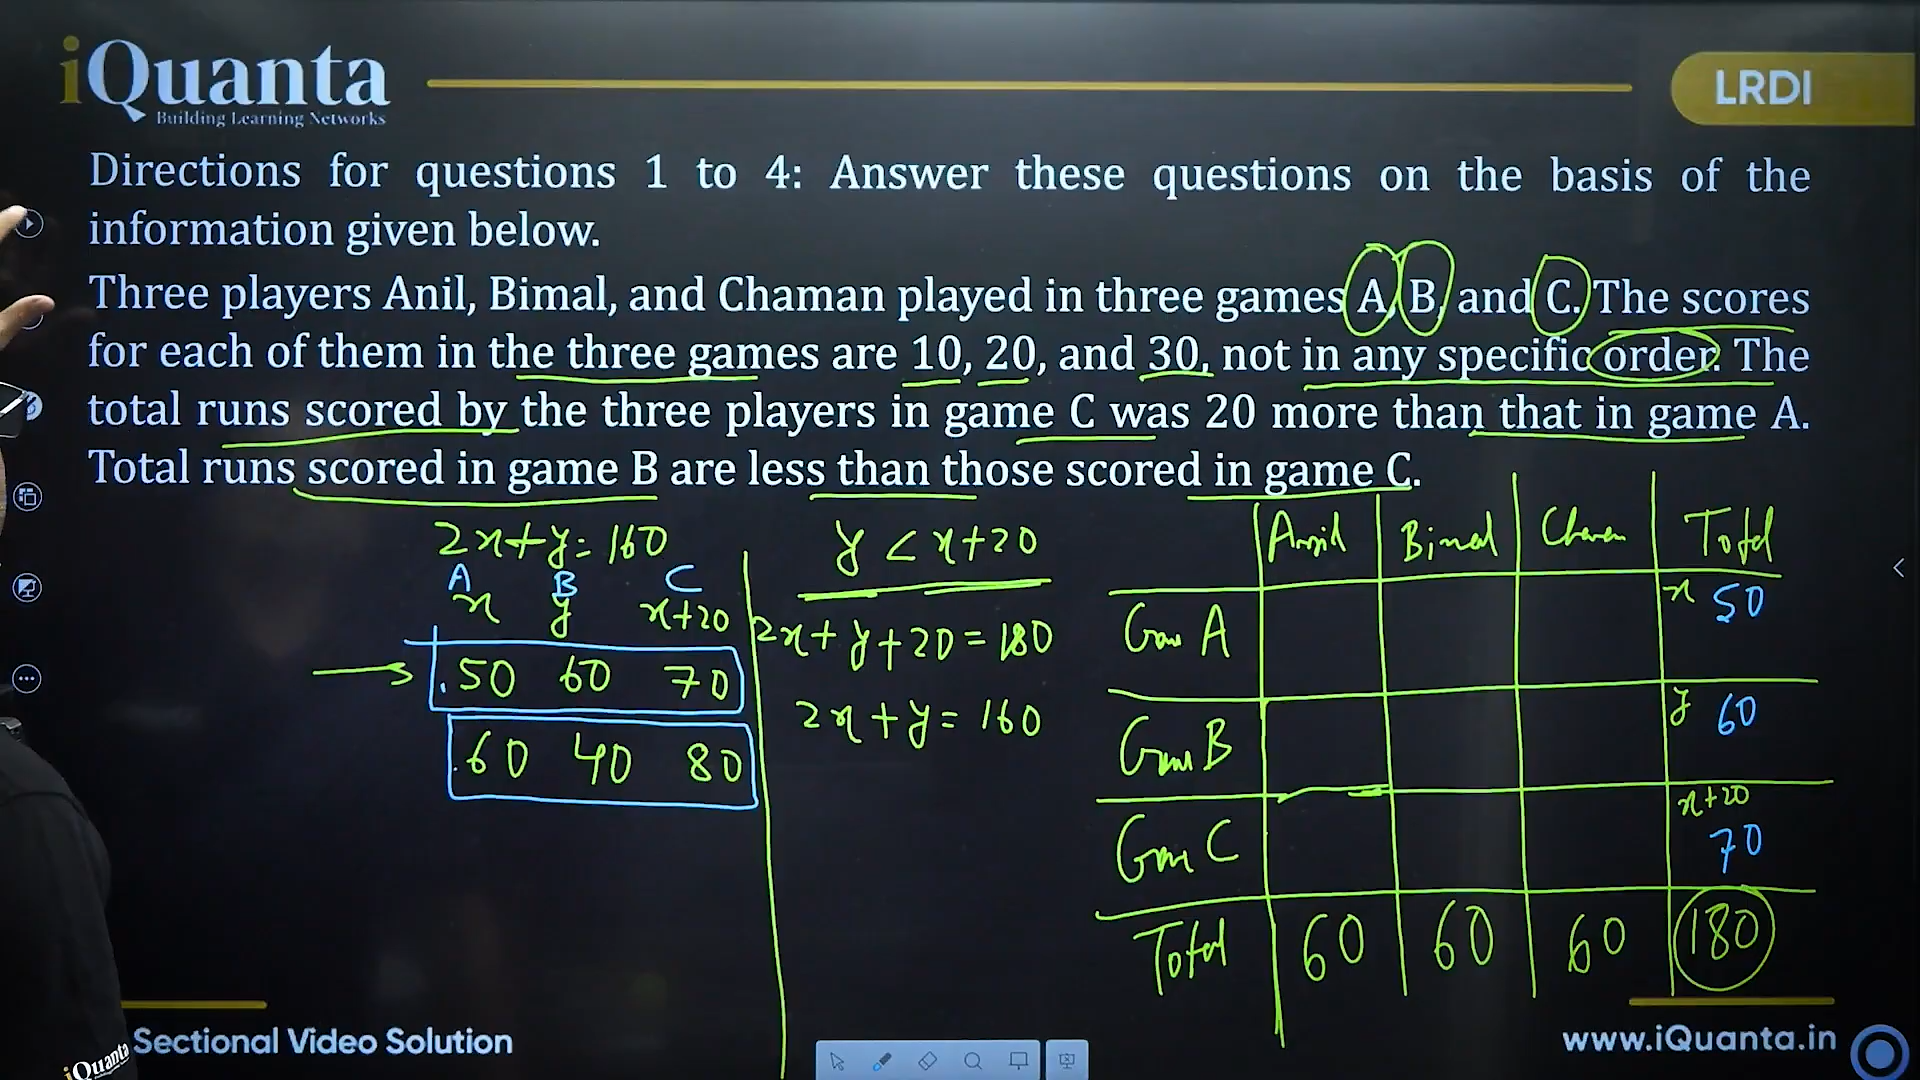 iQuanta
Building Learning Networks
LRDI
Directions for questions 1 to 4: Answer these questions on the basis of the
information given below.
Three players Anil, Bimal, and Chaman played in three games A, B, and C. The scores
for each of them in the three games are 10, 20, and 30, not in any specific order. The
total runs scored by the three players in game C was 20 more than that in game A.
Total runs scored in game B are less than those scored in game C.
2x+y=160
A B C
x y x+20
50 60 70
60 40 80
y < x+20
2x+y+20=180
2x+y=160
Anil Bimal Total
Game A x 50
Game B y 60
Game C x+20 70
Total 60 60 60 180
Sectional Video Solution
www.iQuanta.in
iQuanta